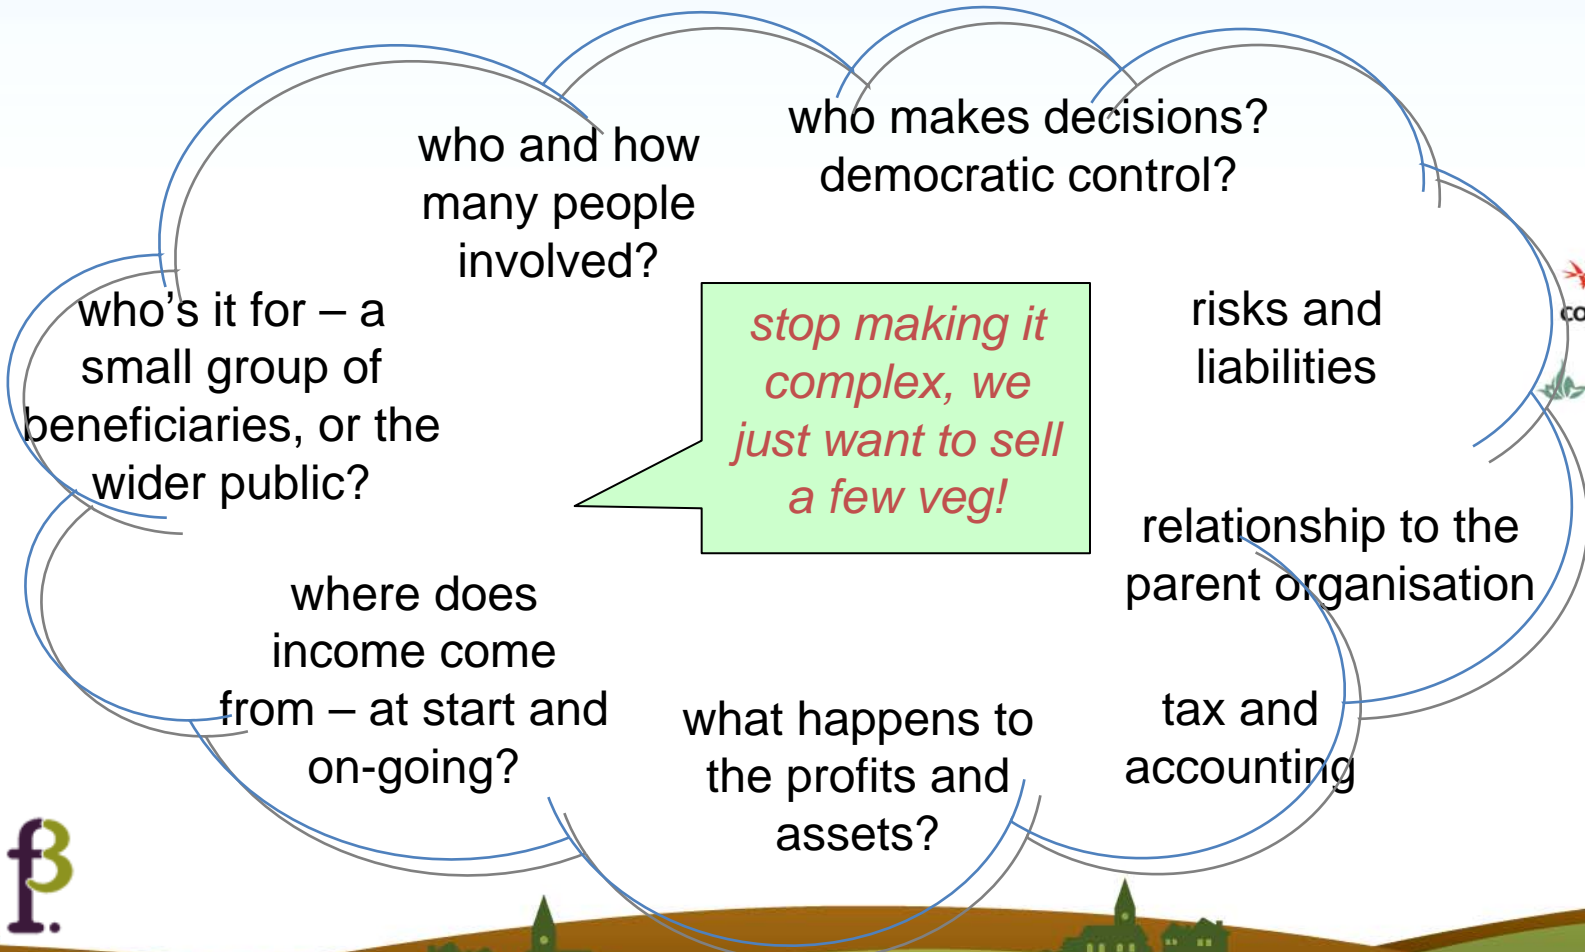 who and how
many people
involved?
who makes decisions?
democratic control?
who's it for – a
small group of
beneficiaries, or the
wider public?
stop making it
complex, we
just want to sell
a few veg!
risks and
liabilities
relationship to the
parent organisation
where does
income come
from – at start and
on-going?
what happens to
the profits and
assets?
tax and
accounting
co
f3.